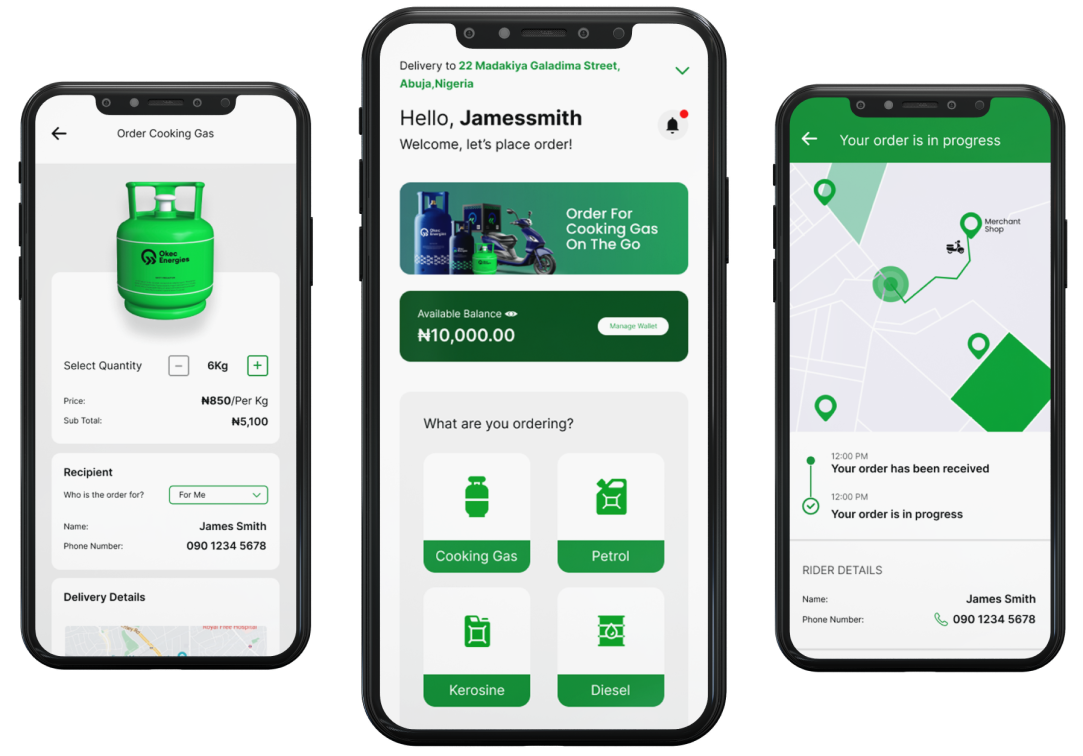 Order Cooking Gas
Okec
Energies
Select Quantity
−
6Kg
+
Price:
₦850/Per Kg
Sub Total:
₦5,100
Recipient
Who is the order for?
For Me
Name:
James Smith
Phone Number:
090 1234 5678
Delivery Details
Royal Free Hospital
Delivery to 22 Madakiya Galadima Street,
Abuja,Nigeria
Hello, Jamessmith
Welcome, let’s place order!
Okec
Energies
Order For
Cooking Gas
On The Go
Available Balance
₦10,000.00
Manage Wallet
What are you ordering?
Cooking Gas
Petrol
Kerosine
Diesel
Your order is in progress
Merchant
Shop
12:00 PM
Your order has been received
12:00 PM
Your order is in progress
RIDER DETAILS
Name:
James Smith
Phone Number:
090 1234 5678